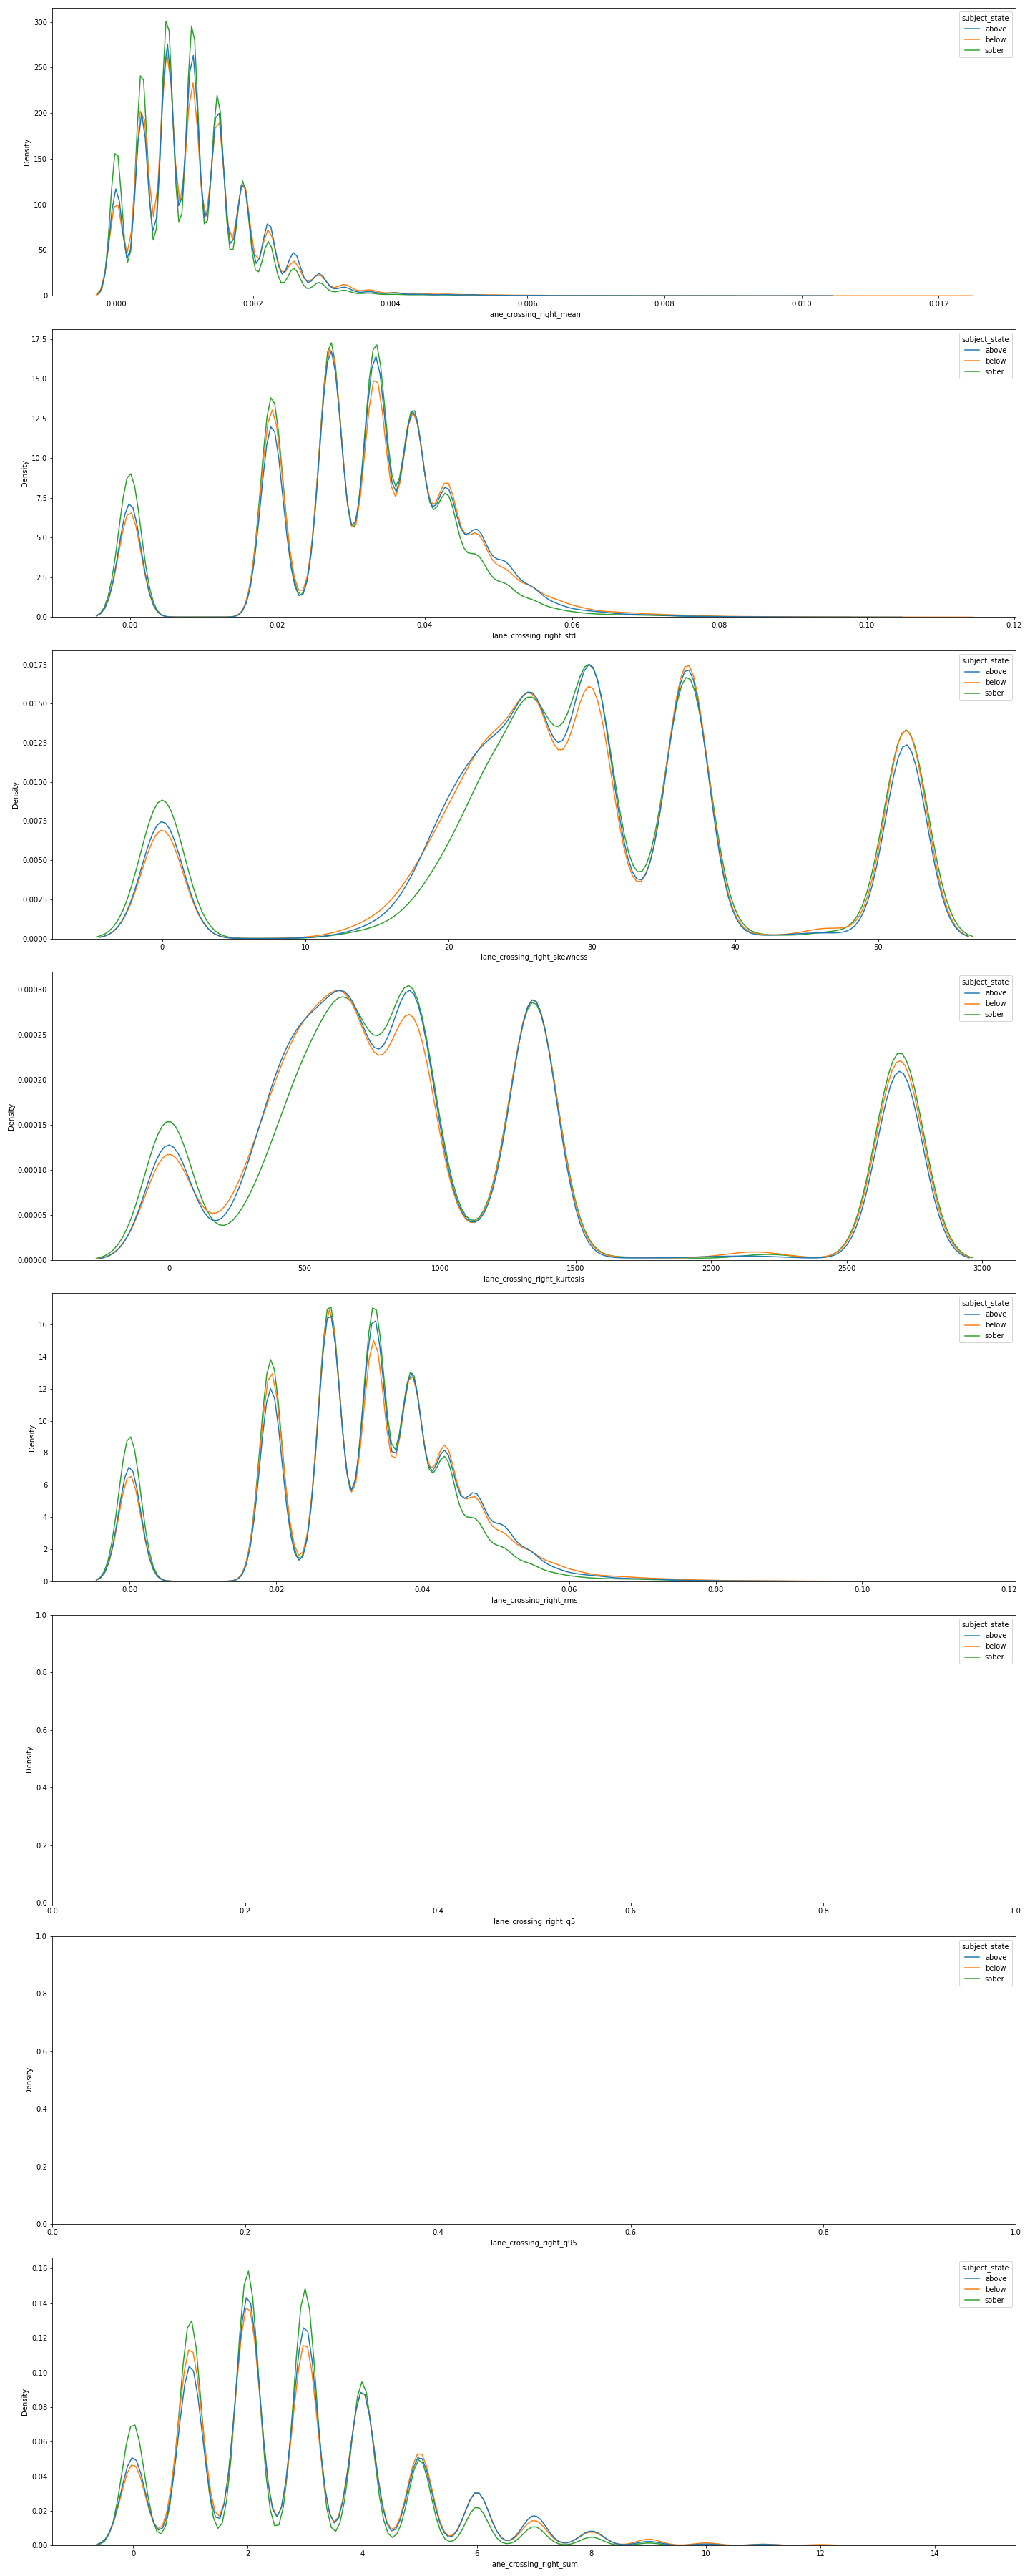 subject_state
above
below
sober
300
250
200
150
100
50
0
Density
0.000 0.002 0.004 0.006 0.008 0.010 0.012
lane_crossing_right_mean
subject_state
above
below
sober
17.5
15.0
12.5
10.0
7.5
5.0
2.5
0.0
Density
0.00 0.02 0.04 0.06 0.08 0.10 0.12
lane_crossing_right_std
subject_state
above
below
sober
0.0175
0.0150
0.0125
0.0100
0.0075
0.0050
0.0025
0.0000
Density
0 10 20 30 40 50
lane_crossing_right_skewness
subject_state
above
below
sober
0.00030
0.00025
0.00020
0.00015
0.00010
0.00005
0.00000
Density
0 500 1000 1500 2000 2500 3000
lane_crossing_right_kurtosis
subject_state
above
below
sober
16
14
12
10
8
6
4
2
0
Density
0.00 0.02 0.04 0.06 0.08 0.10 0.12
lane_crossing_right_rms
subject_state
above
below
sober
1.0
0.8
0.6
0.4
0.2
0.0
Density
0.0 0.2 0.4 0.6 0.8 1.0
lane_crossing_right_q5
subject_state
above
below
sober
1.0
0.8
0.6
0.4
0.2
0.0
Density
0.0 0.2 0.4 0.6 0.8 1.0
lane_crossing_right_q95
subject_state
above
below
sober
0.16
0.14
0.12
0.10
0.08
0.06
0.04
0.02
0.00
Density
0 2 4 6 8 10 12 14
lane_crossing_right_sum